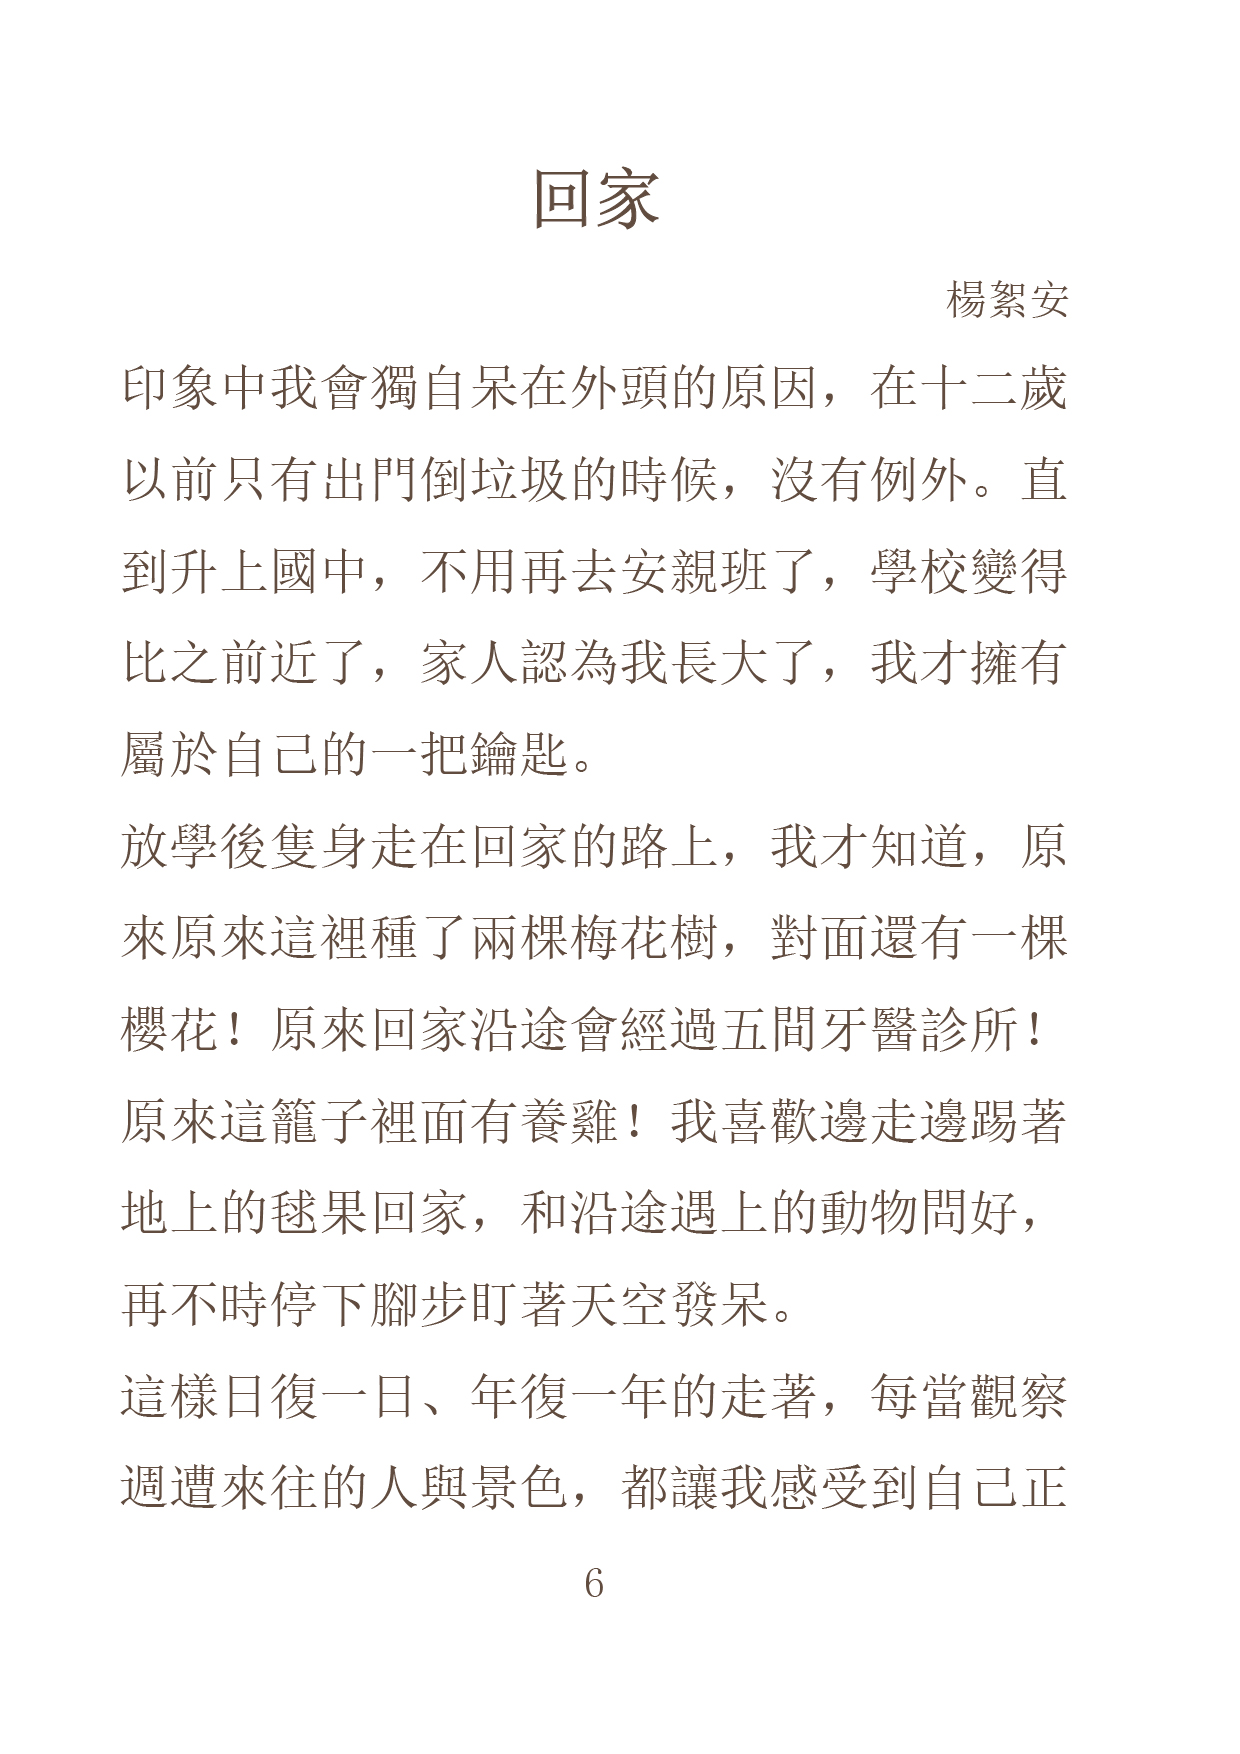 回家
楊絮安
印象中我會獨自呆在外頭的原因，在十二歲
以前只有出門倒垃圾的時候，沒有例外。直
到升上國中，不用再去安親班了，學校變得
比之前近了，家人認為我長大了，我才擁有
屬於自己的一把鑰匙。
放學後隻身走在回家的路上，我才知道，原
來原來這裡種了兩棵梅花樹，對面還有一棵
櫻花！原來回家沿途會經過五間牙醫診所！
原來這籠子裡面有養雞！我喜歡邊走邊踢著
地上的毬果回家，和沿途遇上的動物問好，
再不時停下腳步盯著天空發呆。
這樣日復一日、年復一年的走著，每當觀察
週遭來往的人與景色，都讓我感受到自己正
6